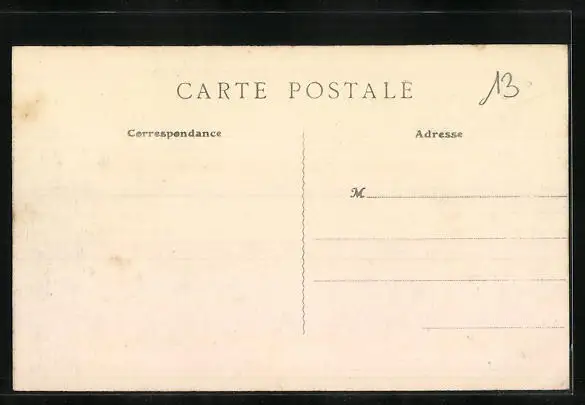 CARTE POSTALE
13
Correspondance
Adresse
M